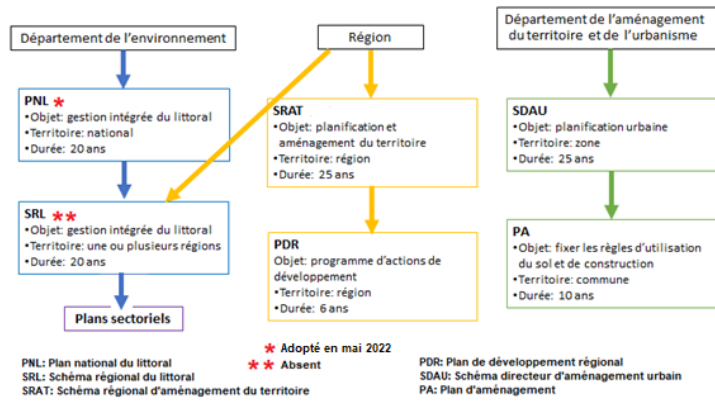 Département de l'environnement
Région
Département de l'aménagement
du territoire et de l'urbanisme
PNL *
•Objet: gestion intégrée du littoral
•Territoire: national
•Durée: 20 ans
SRL **
•Objet: gestion intégrée du littoral
•Territoire: une ou plusieurs régions
•Durée: 20 ans
Plans sectoriels
SRAT
•Objet: planification et
aménagement du territoire
•Territoire: région
•Durée: 25 ans
PDR
Objet: programme d'actions de
développement
•Territoire: région
•Durée: 6 ans
SDAU
•Objet: planification urbaine
•Territoire: zone
•Durée: 25 ans
PA
•Objet: fixer les règles d'utilisation
du sol et de construction
•Territoire: commune
•Durée: 10 ans
* Adopté en mai 2022
** Absent
PNL: Plan national du littoral
SRL: Schéma régional du littoral
SRAT: Schéma régional d'aménagement du territoire
PDR: Plan de développement régional
SDAU: Schéma directeur d'aménagement urbain
PA: Plan d'aménagement